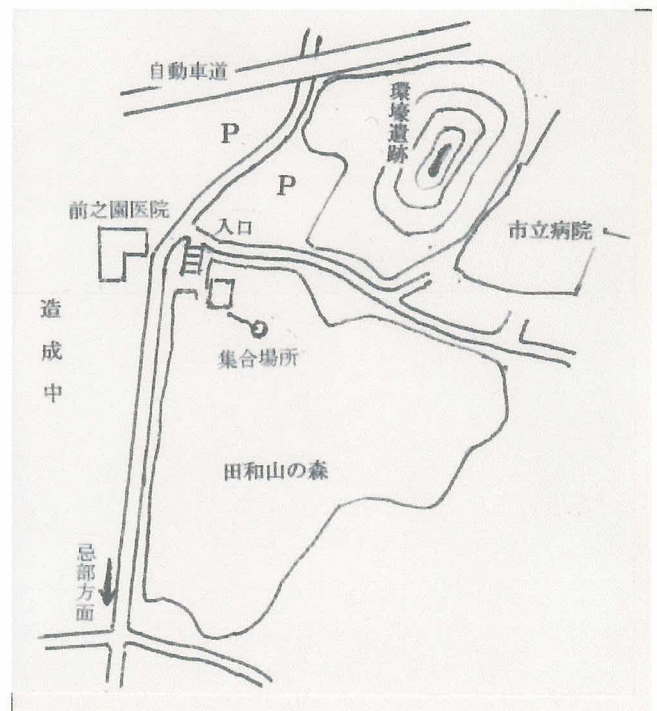 自動車道
環壕遺跡
P
P
前之園医院
入口
市立病院
造成中
集合場所
田和山の森
忌部方面